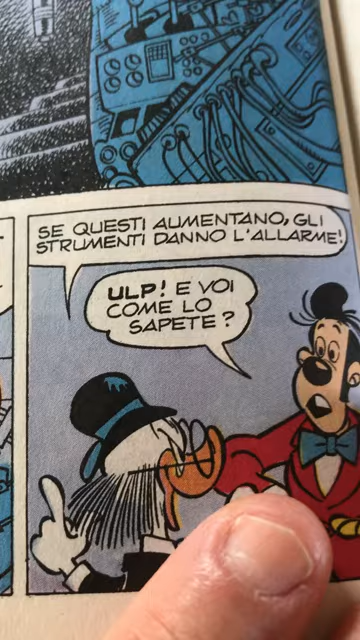 SE QUESTI AUMENTANO, GLI
STRUMENTI DANNO L'ALLARME!
ULP! E VOI
COME LO
SAPETE?